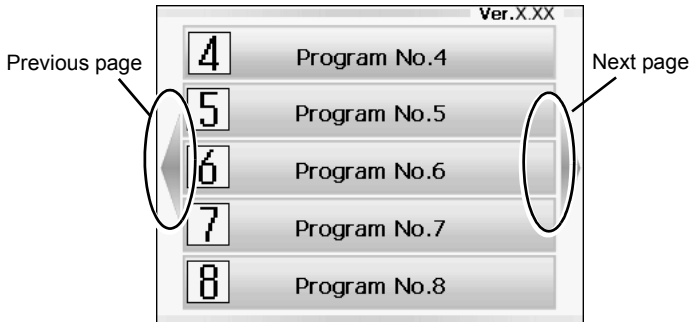 Ver.X.XX
4 Program No.4
Previous page
Next page
5 Program No.5
6 Program No.6
7 Program No.7
8 Program No.8